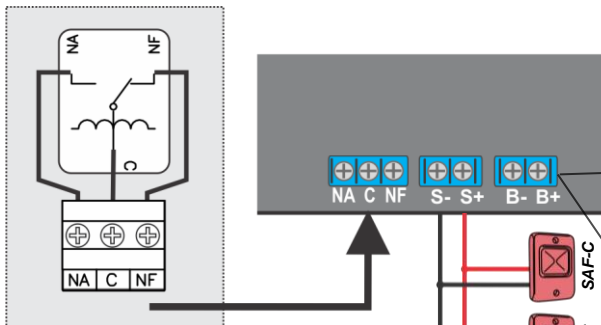 NA NF
C
NA C NF
NA C NF S- S+ B- B+
SAF-C